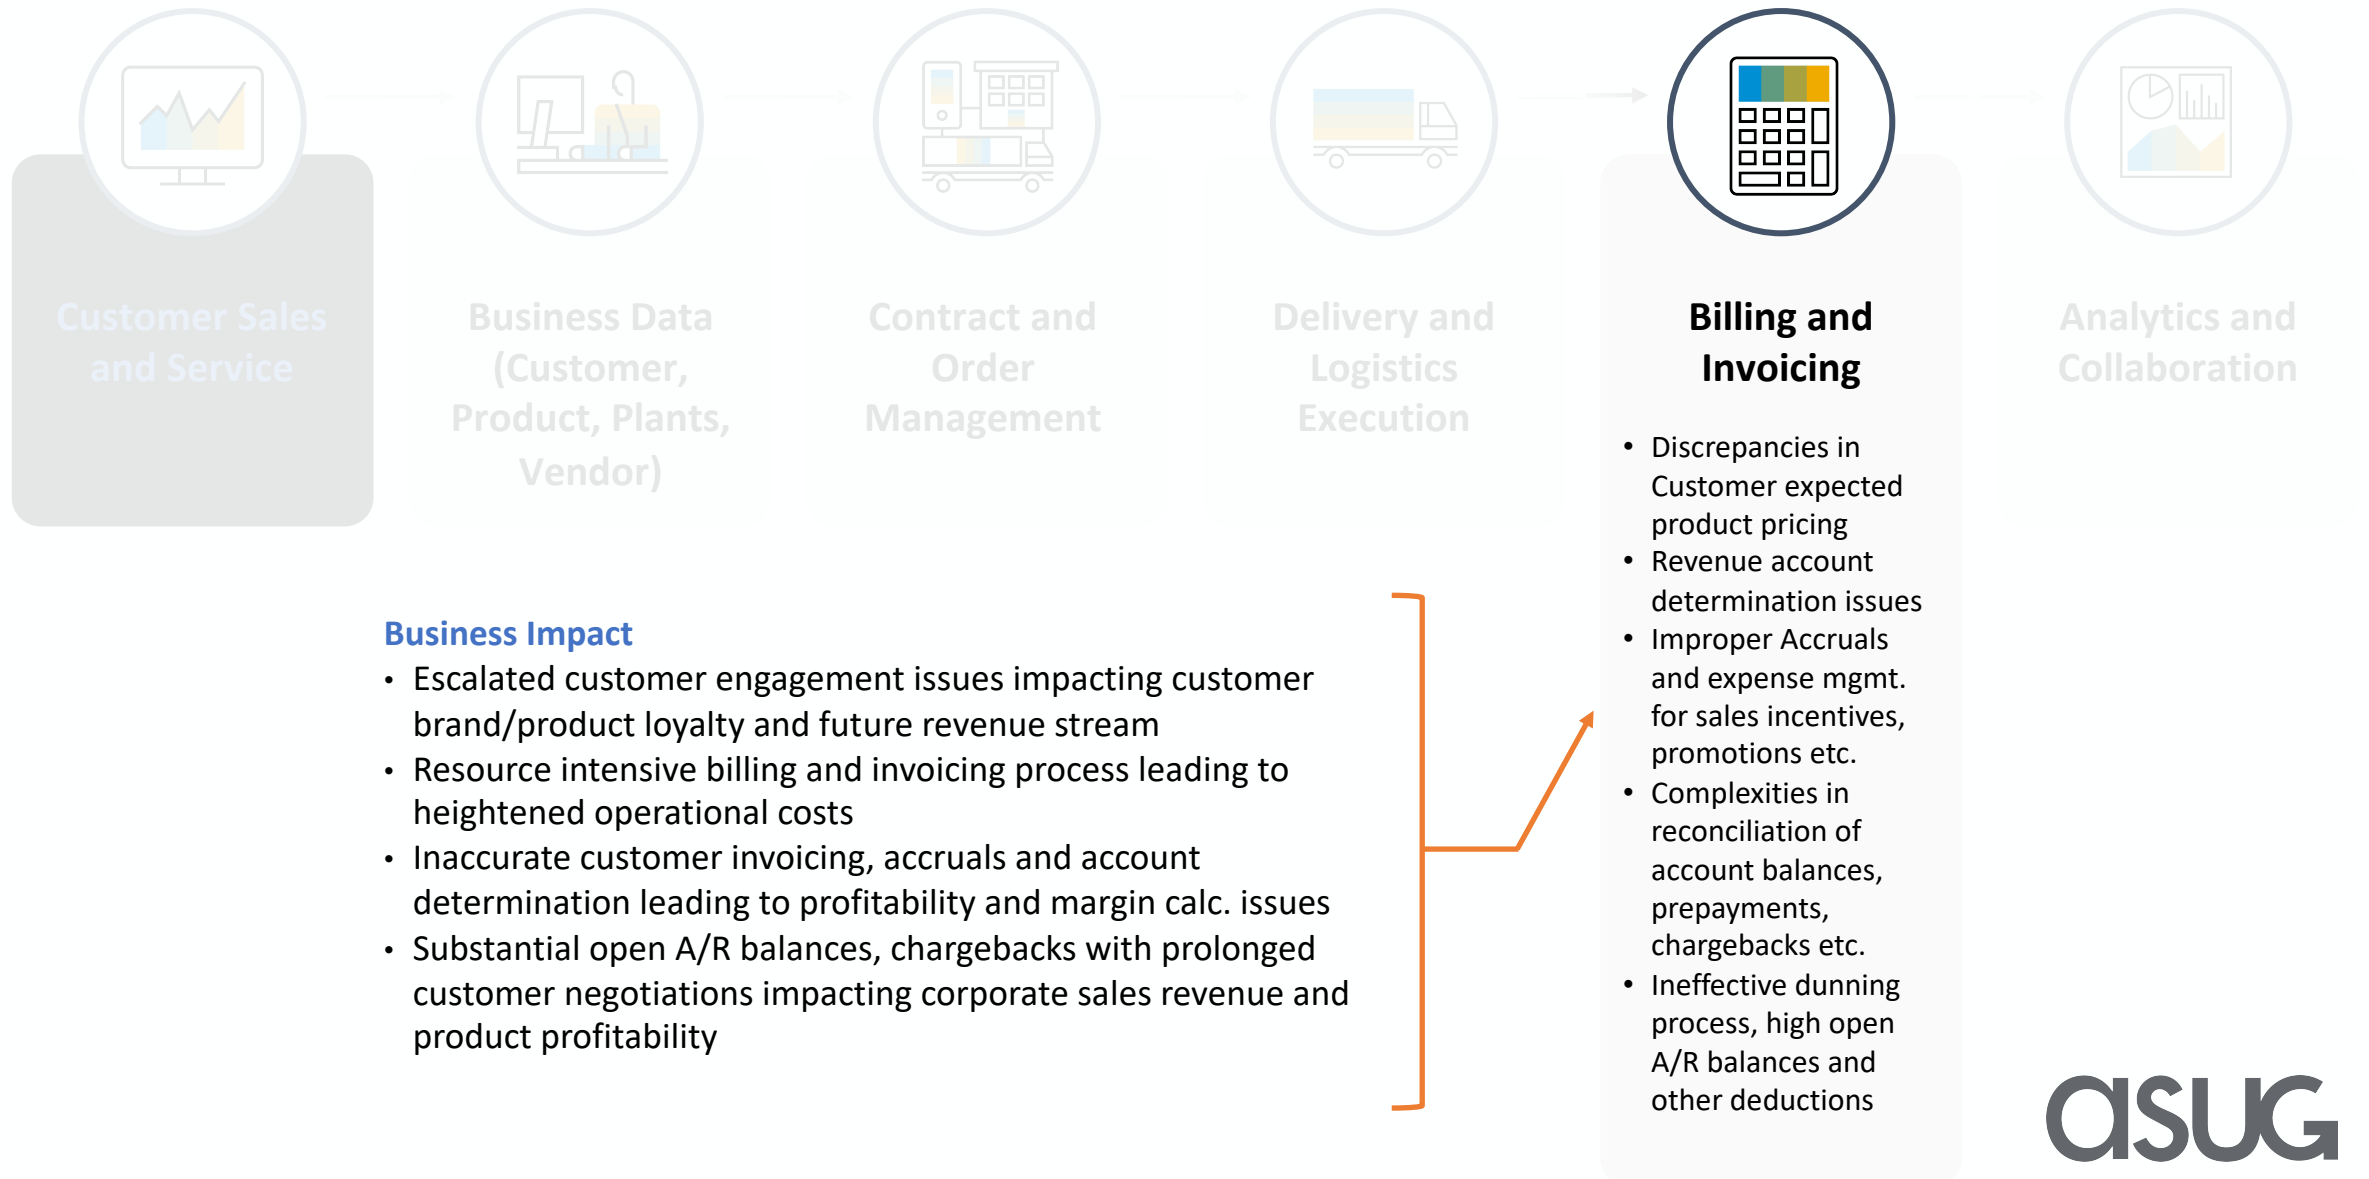 Customer Sales
and Service
Business Data
(Customer,
Product, Plants,
Vendor)
Contract and
Order
Management
Delivery and
Logistics
Execution
Billing and
Invoicing
• Discrepancies in
Customer expected
product pricing
• Revenue account
determination issues
• Improper Accruals
and expense mgmt.
for sales incentives,
promotions etc.
• Complexities in
reconciliation of
account balances,
prepayments,
chargebacks etc.
• Ineffective dunning
process, high open
A/R balances and
other deductions
Analytics and
Collaboration
Business Impact
• Escalated customer engagement issues impacting customer
brand/product loyalty and future revenue stream
• Resource intensive billing and invoicing process leading to
heightened operational costs
• Inaccurate customer invoicing, accruals and account
determination leading to profitability and margin calc. issues
• Substantial open A/R balances, chargebacks with prolonged
customer negotiations impacting corporate sales revenue and
product profitability
asug